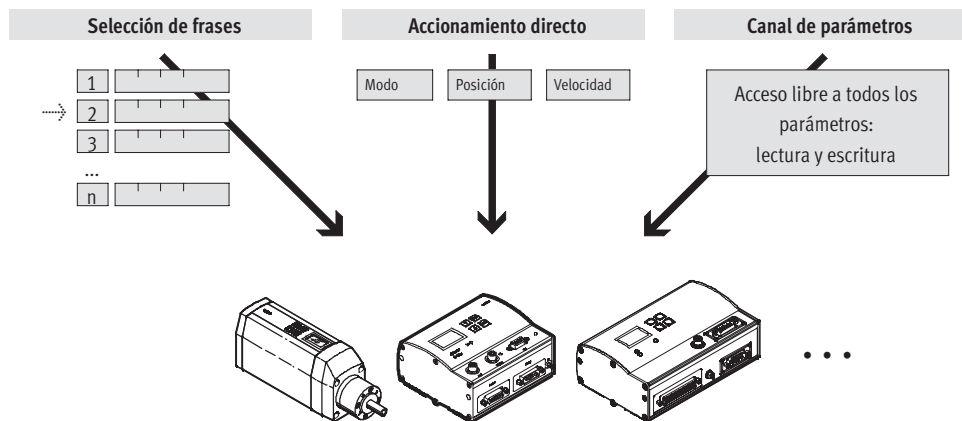 Selección de frases
Accionamiento directo
Canal de parámetros
1
2
3
...
n
Modo
Posición
Velocidad
Acceso libre a todos los
parámetros:
lectura y escritura